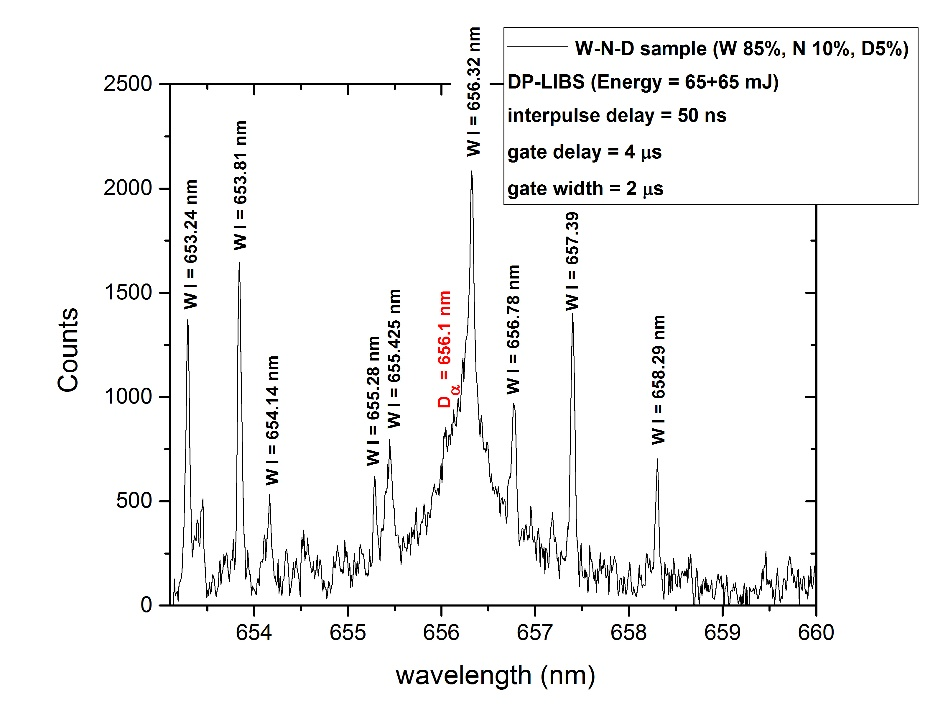 W I = 656.32 nm
W-N-D sample (W 85%, N 10%, D5%)
DP-LIBS (Energy = 65+65 mJ)
interpulse delay = 50 ns
gate delay = 4 μs
gate width = 2 μs
W I = 653.24 nm
W I = 653.81 nm
W I = 654.14 nm
W I = 655.28 nm
W I = 655.425 nm
Dα = 656.1 nm
W I = 656.78 nm
W I = 657.39
W I = 658.29 nm
2500
2000
1500
1000
500
0
Counts
654
655
656
657
658
659
660
wavelength (nm)